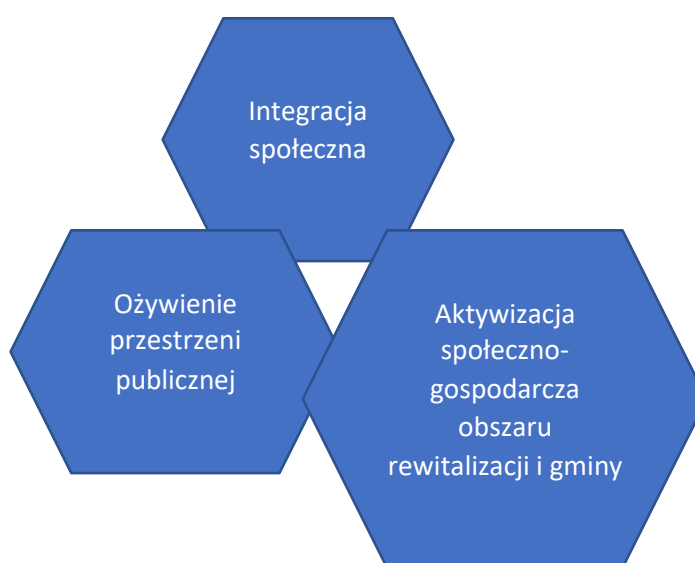 Integracja
społeczna
Ożywienie
przestrzeni
publicznej
Aktywizacja
społeczno-
gospodarcza
obszaru
rewitalizacji i gminy